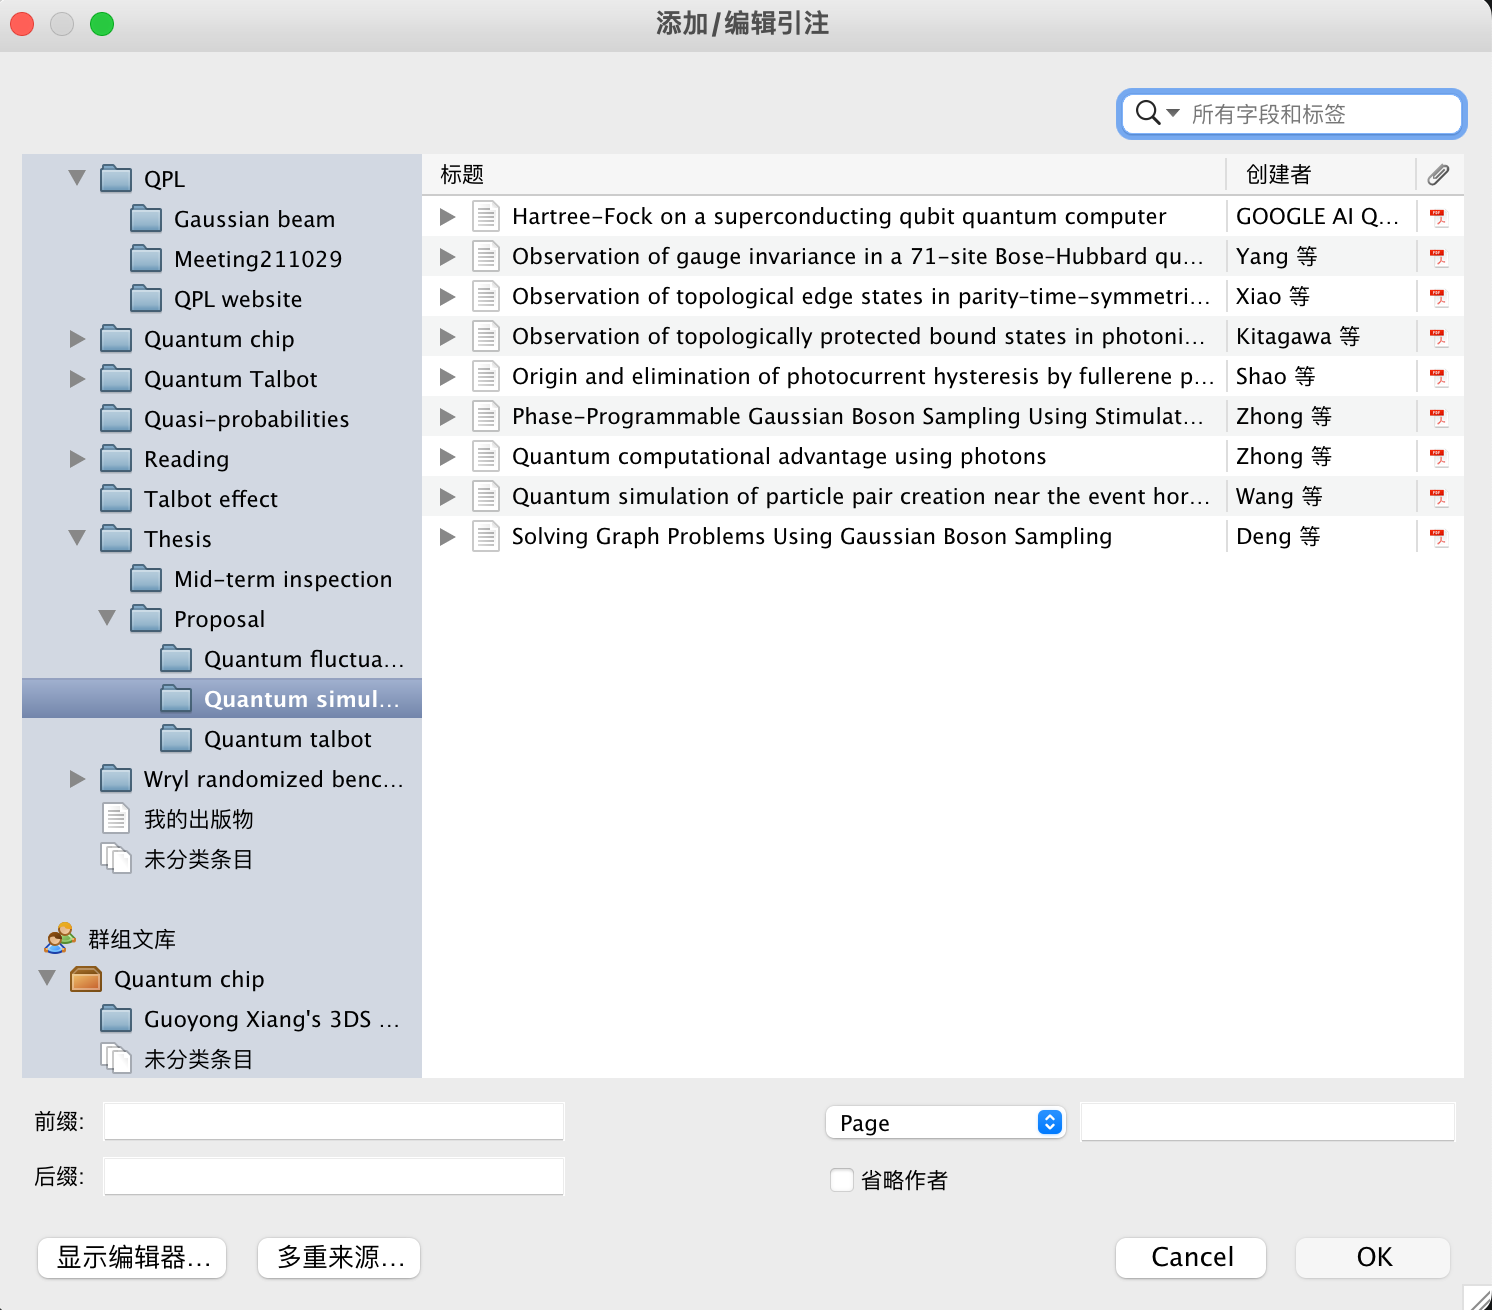 添加/编辑引注
所有字段和标签
QPL
Gaussian beam
Meeting211029
QPL website
Quantum chip
Quantum Talbot
Quasi-probabilities
Reading
Talbot effect
Thesis
Mid-term inspection
Proposal
Quantum fluctua...
Quantum simul...
Quantum talbot
Wryl randomized benc...
我的出版物
未分类条目
群组文库
Quantum chip
Guoyong Xiang's 3DS ...
未分类条目
标题 创建者
Hartree-Fock on a superconducting qubit quantum computer GOOGLE AI Q...
Observation of gauge invariance in a 71-site Bose-Hubbard qu... Yang 等
Observation of topological edge states in parity-time-symmetri... Xiao 等
Observation of topologically protected bound states in photoni... Kitagawa 等
Origin and elimination of photocurrent hysteresis by fullerene p... Shao 等
Phase-Programmable Gaussian Boson Sampling Using Stimulat... Zhong 等
Quantum computational advantage using photons Zhong 等
Quantum simulation of particle pair creation near the event hor... Wang 等
Solving Graph Problems Using Gaussian Boson Sampling Deng 等
前缀: Page
后缀: 省略作者
显示编辑器... 多重来源... Cancel OK